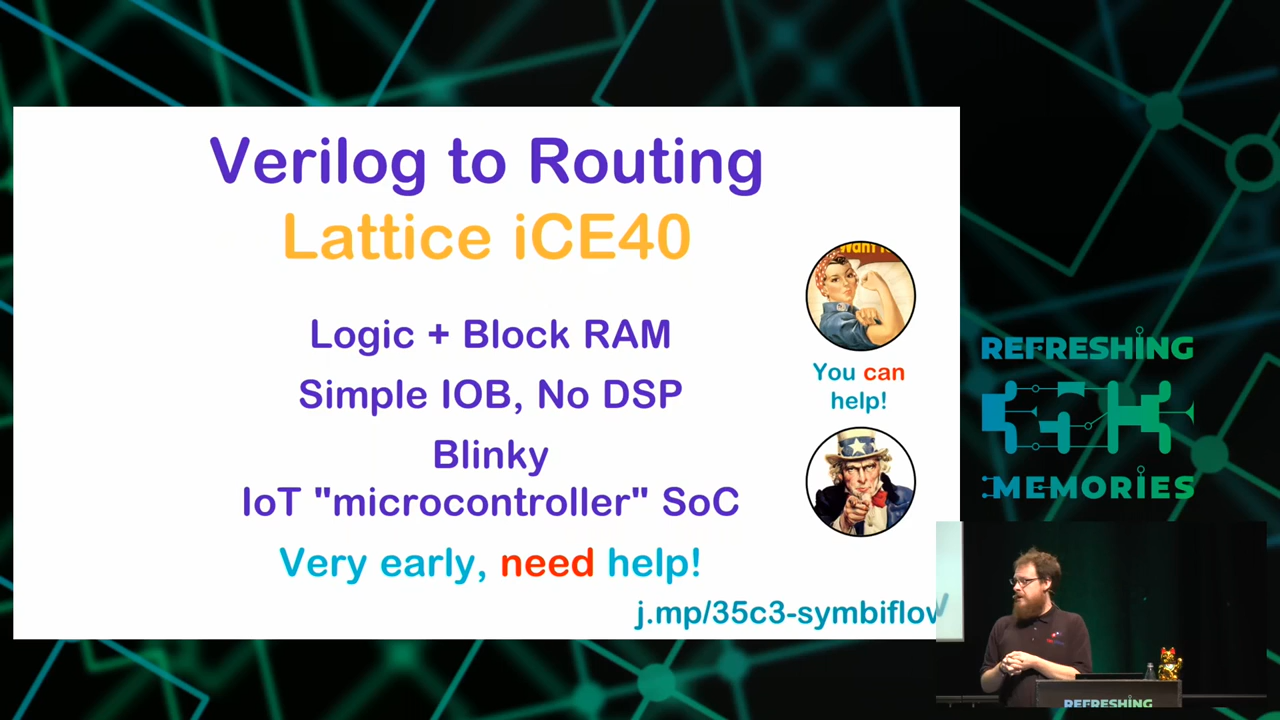 Verilog to Routing
Lattice iCE40
Logic + Block RAM
Simple IOB, No DSP
Blinky
IoT "microcontroller" SoC
Very early, need help!
You can
help!
j.mp/35c3-symbiflow
REFRESHING
MEMORIES
REFRESHING